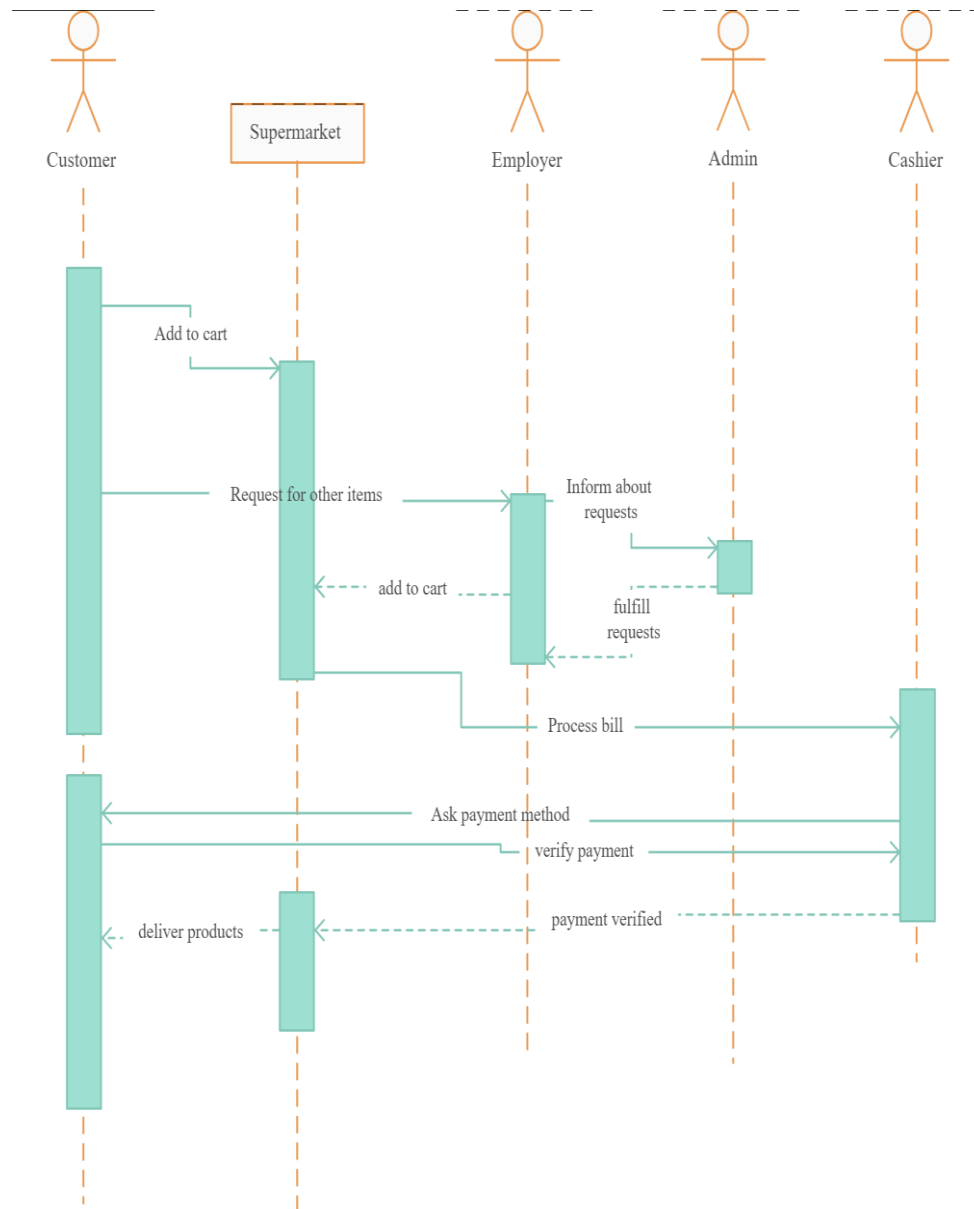 Supermarket
Customer
Employer
Admin
Cashier
Add to cart
Request for other items
Inform about
requests
add to cart
fulfill
requests
Process bill
Ask payment method
verify payment
payment verified
deliver products